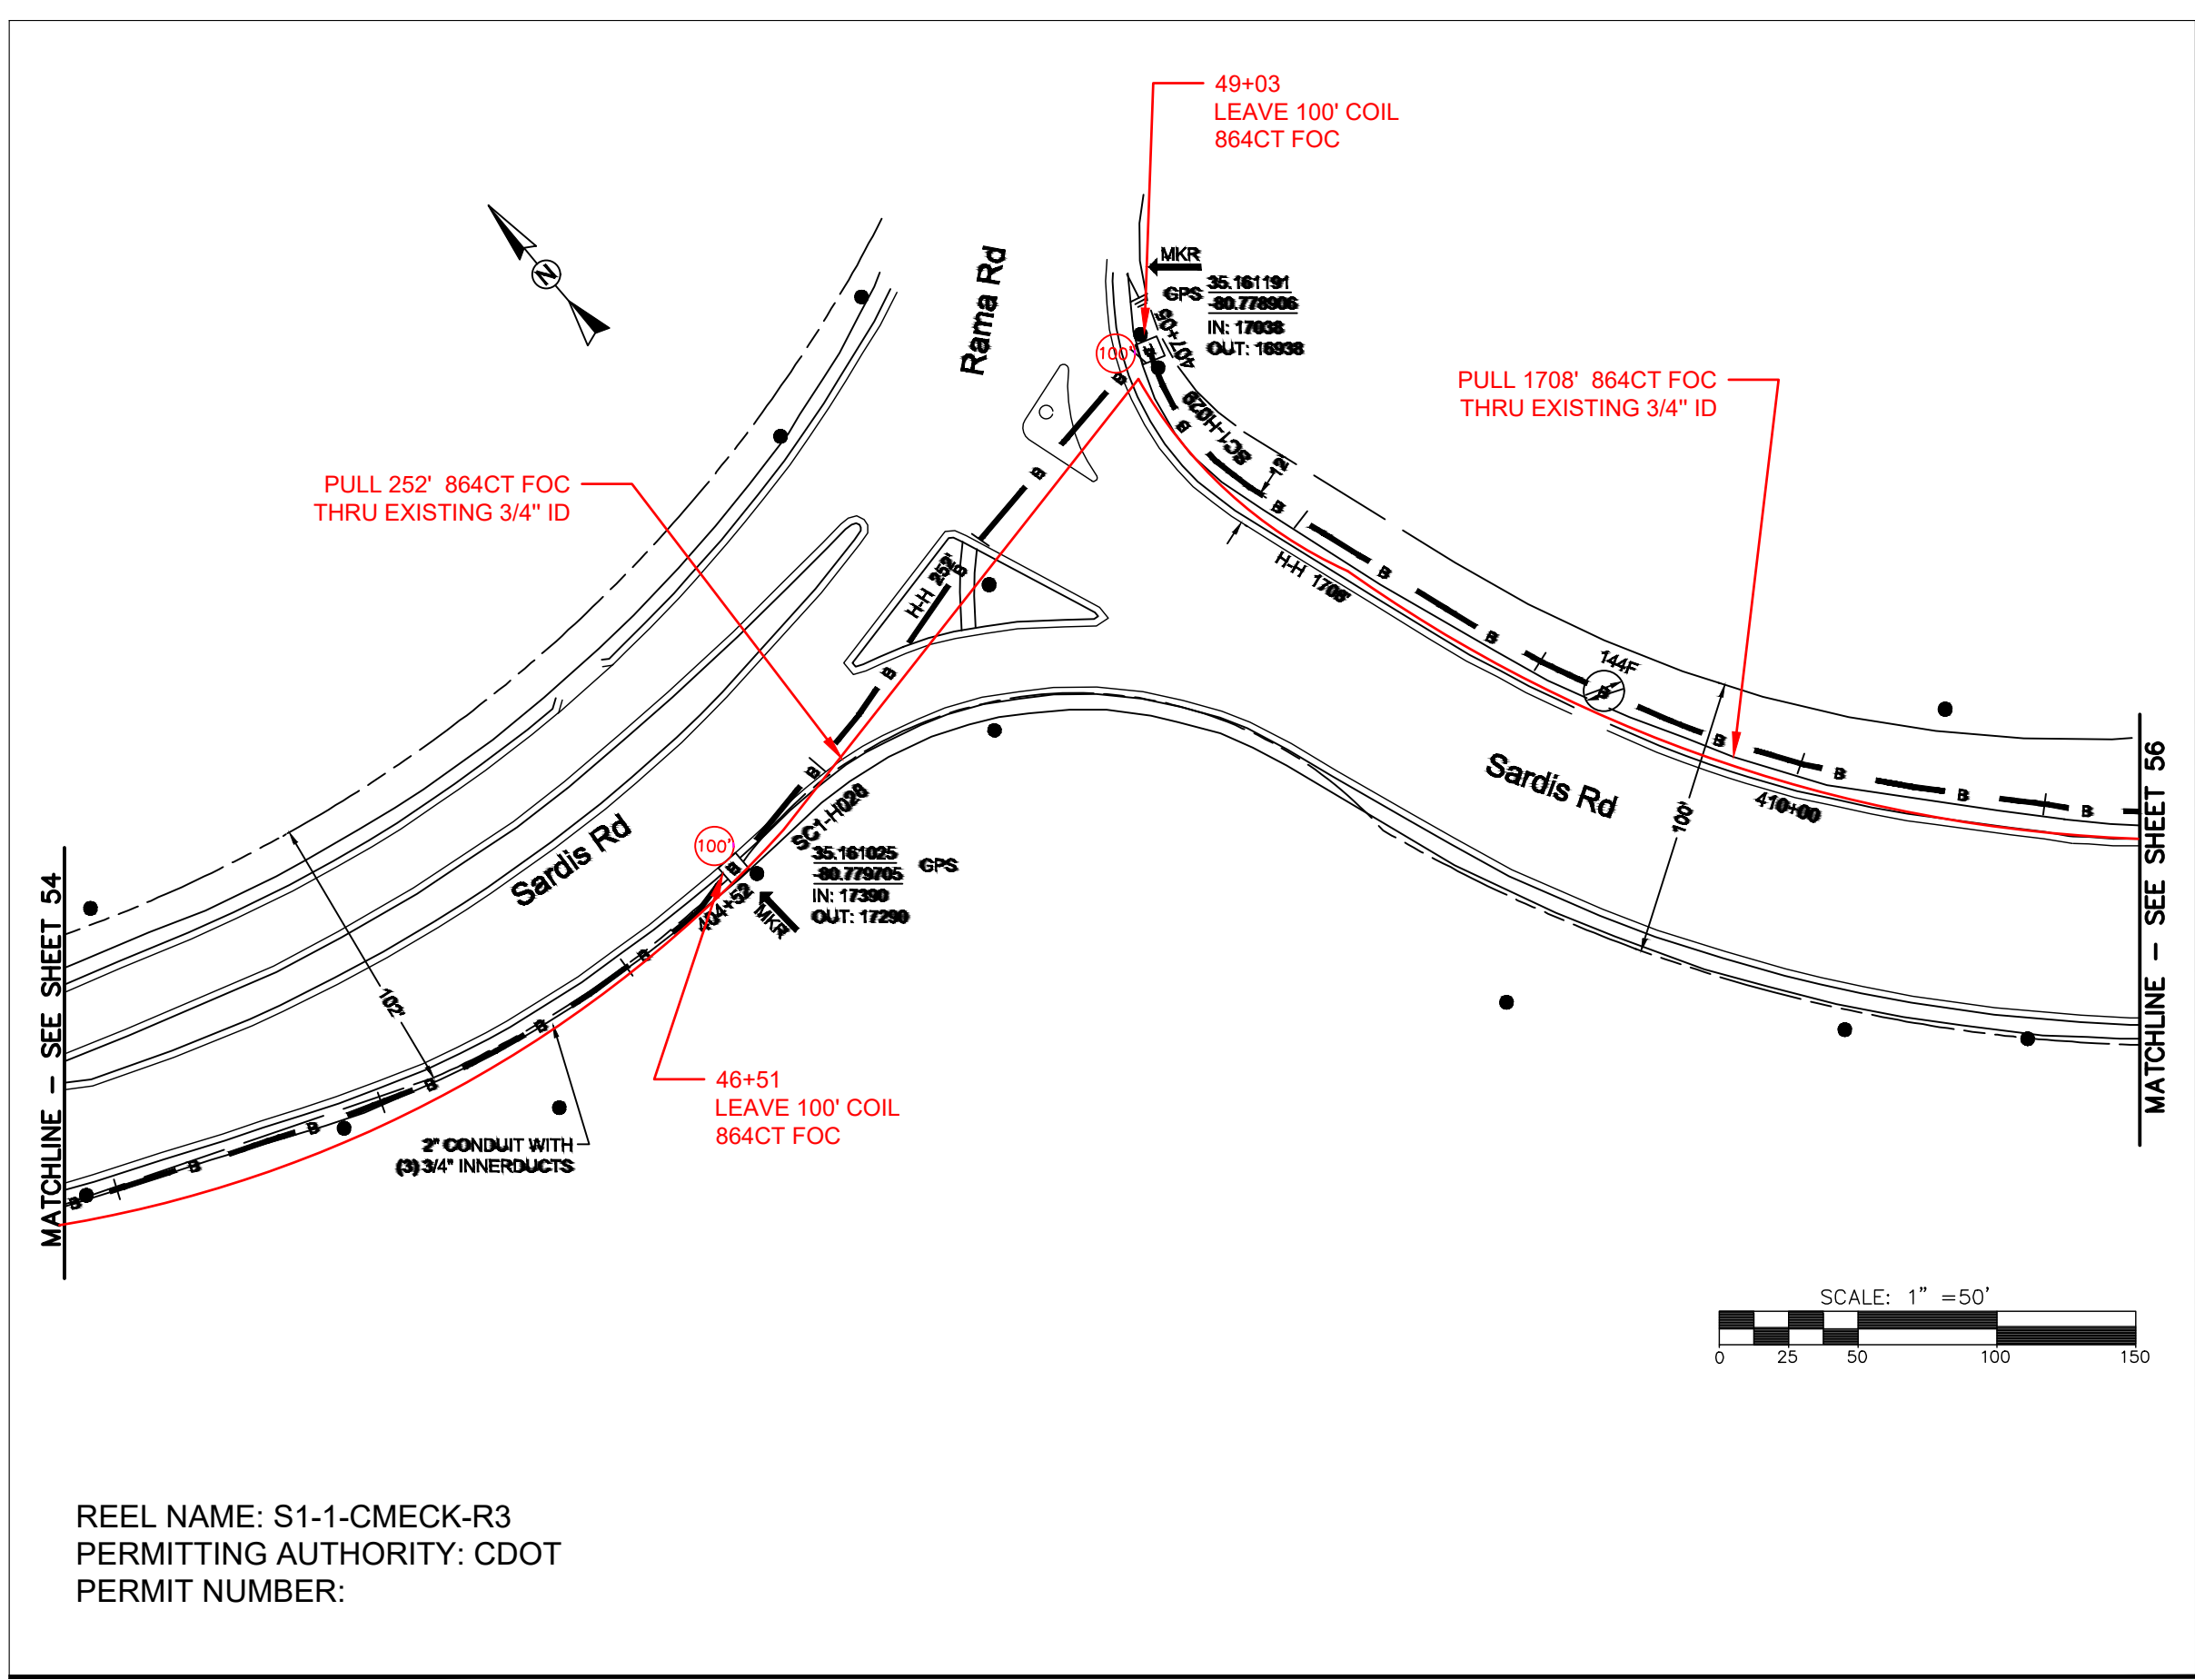 49+03
LEAVE 100' COIL
864CT FOC
Rama Rd
MKR
GPS
35.161191
-80.778906
IN: 17038
OUT: 16938
407+05
100'
N
PULL 1708'  864CT FOC
THRU EXISTING 3/4" ID
SC1-H029
B
PULL 252'  864CT FOC
THRU EXISTING 3/4" ID
H-H 252'
H-H 1708'
144F
B
Sardis Rd
100'
410+00
Sardis Rd
SC1-H028
100'
35.161025
-80.779705
GPS
IN: 17390
OUT: 17290
404+52
MKR
102'
46+51
LEAVE 100' COIL
864CT FOC
2" CONDUIT WITH
(3) 3/4" INNERDUCTS
MATCHLINE – SEE SHEET 54
MATCHLINE – SEE SHEET 56
SCALE: 1" =50'
0 25 50 100 150
REEL NAME: S1-1-CMECK-R3
PERMITTING AUTHORITY: CDOT
PERMIT NUMBER: